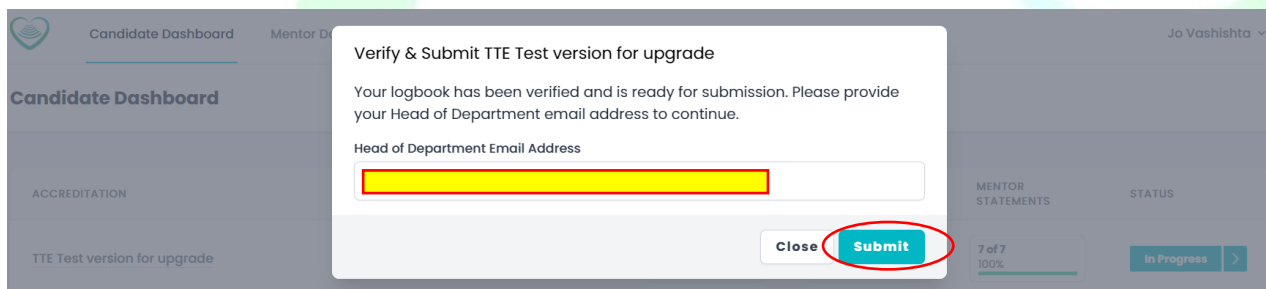 Candidate Dashboard
Mentor Da
Jo Vashishta
Candidate Dashboard
Verify & Submit TTE Test version for upgrade
Your logbook has been verified and is ready for submission. Please provide
your Head of Department email address to continue.
Head of Department Email Address
Close
Submit
ACCREDITATION
MENTOR
STATEMENTS
STATUS
TTE Test version for upgrade
7 of 7
100%
In Progress